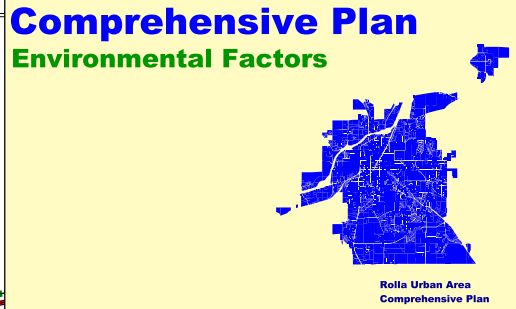 Comprehensive Plan
Environmental Factors
Rolla Urban Area
Comprehensive Plan